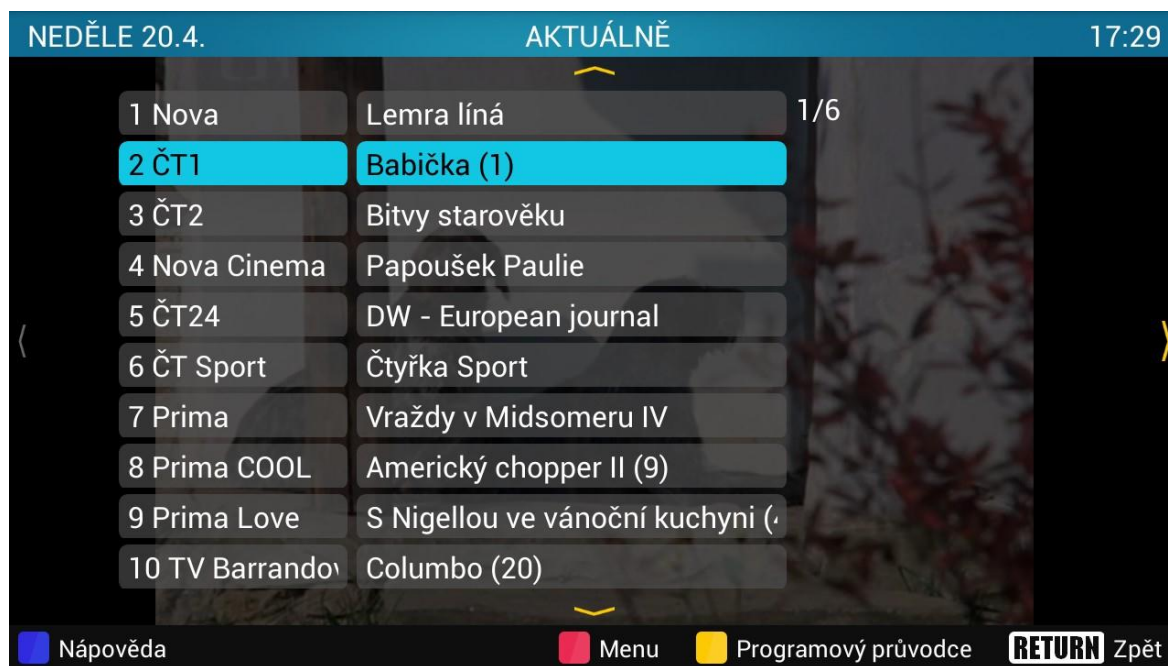 NEDĚLE 20.4. AKTUÁLNĚ 17:29
1 Nova Lemra líná 1/6
2 ČT1 Babička (1)
3 ČT2 Bitvy starověku
4 Nova Cinema Papoušek Paulie
5 ČT24 DW - European journal
6 ČT Sport Čtyřka Sport
7 Prima Vraždy v Midsomeru IV
8 Prima COOL Americký chopper II (9)
9 Prima Love S Nigellou ve vánoční kuchyni
10 TV Columbo (20)
Nápověda Menu Programový průvodce RETURN Zpět